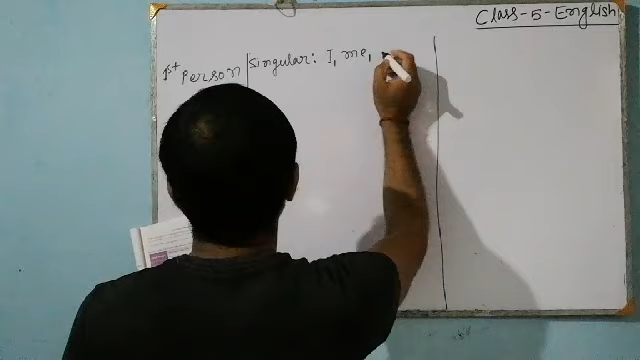 Class-5-English
1st Person | Singular: I, me,